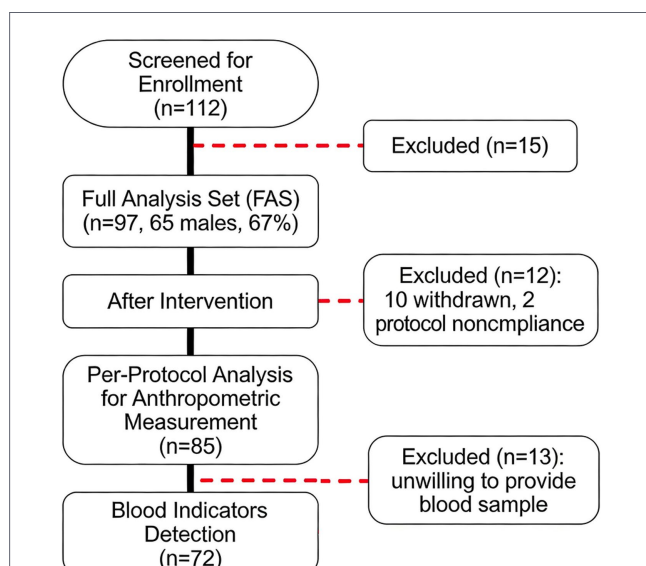 Screened for
Enrollment
(n=112)
Excluded (n=15)
Full Analysis Set (FAS)
(n=97, 65 males, 67%)
After Intervention
Excluded (n=12):
10 withdrawn, 2
protocol noncmpliance
Per-Protocol Analysis
for Anthropometric
Measurement
(n=85)
Excluded (n=13):
unwilling to provide
blood sample
Blood Indicators
Detection
(n=72)